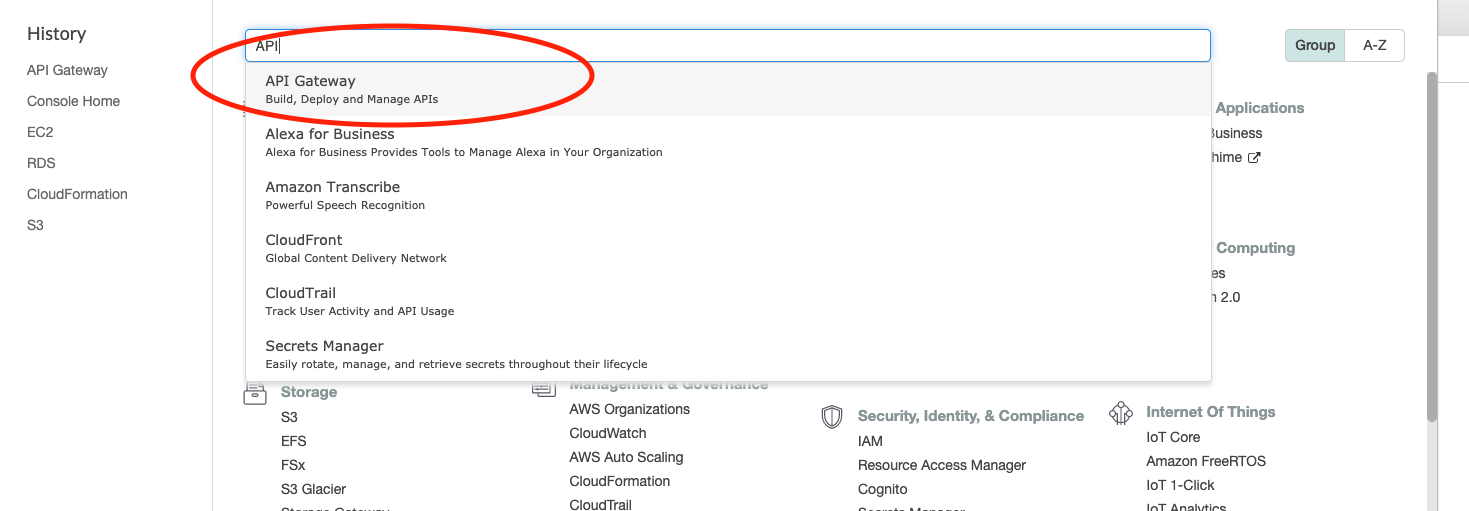 History
API Gateway
Console Home
EC2
RDS
CloudFormation
S3
API
Group
A-Z
API Gateway
Build, Deploy and Manage APIs
Alexa for Business
Alexa for Business Provides Tools to Manage Alexa in Your Organization
Amazon Transcribe
Powerful Speech Recognition
CloudFront
Global Content Delivery Network
CloudTrail
Track User Activity and API Usage
Secrets Manager
Easily rotate, manage, and retrieve secrets throughout their lifecycle
Applications
Business
hime
Computing
es
2.0
Storage
S3
EFS
FSx
S3 Glacier
Storage Gateway
Management & Governance
AWS Organizations
CloudWatch
AWS Auto Scaling
CloudFormation
CloudTrail
Security, Identity, & Compliance
IAM
Resource Access Manager
Cognito
Secrets Manager
Internet Of Things
IoT Core
Amazon FreeRTOS
IoT 1-Click
IoT Analytics